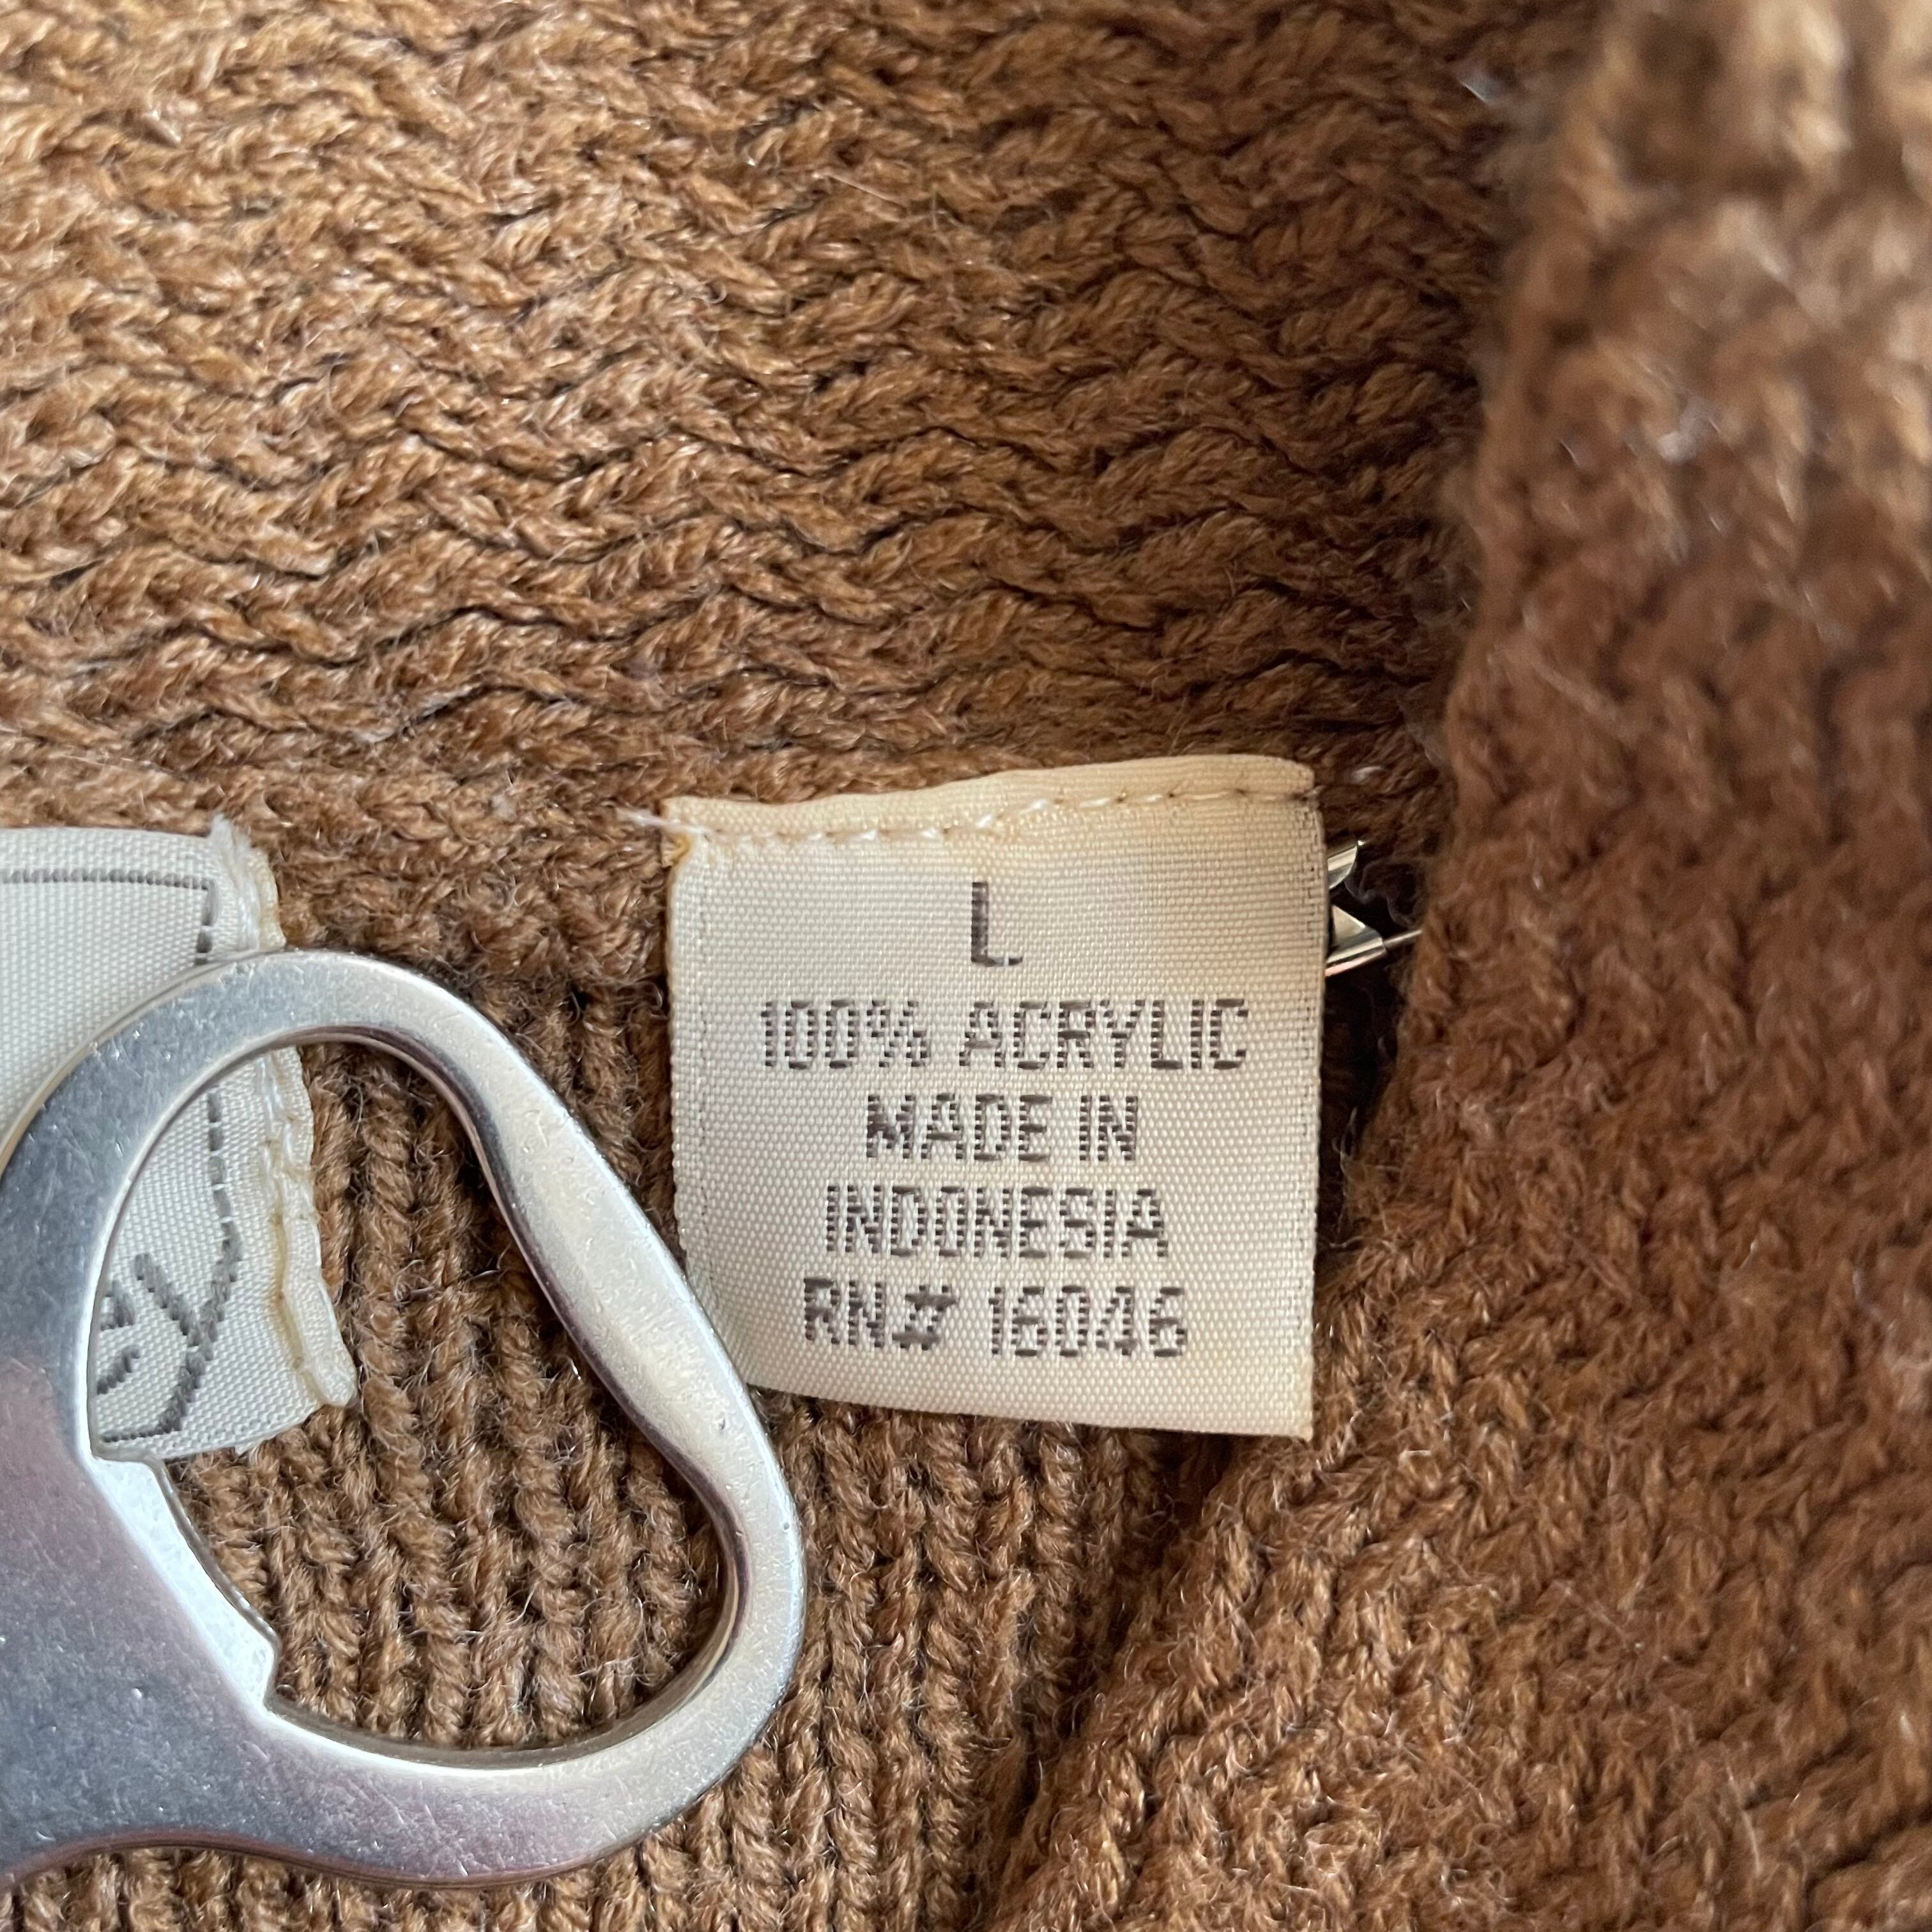 L
100% ACRYLIC
MADE IN
INDONESIA
RN# 16046